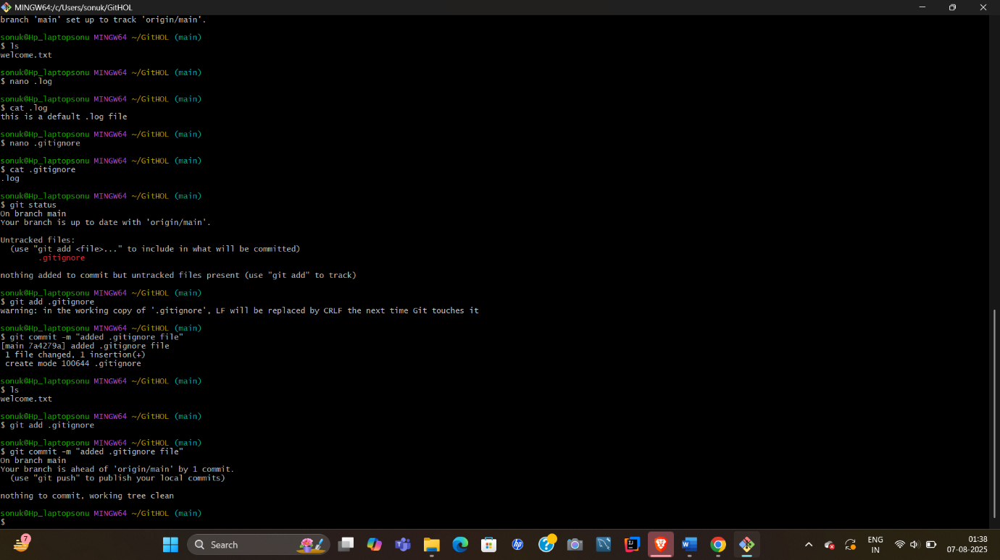 MINGW64:/c/Users/sonuk/GitHOL
branch 'main' set up to track 'origin/main'.
sonuk@Hp_laptopsonu MINGW64 ~/GitHOL (main)
$ ls
welcome.txt
sonuk@Hp_laptopsonu MINGW64 ~/GitHOL (main)
$ nano .log
sonuk@Hp_laptopsonu MINGW64 ~/GitHOL (main)
$ cat .log
this is a default .log file
sonuk@Hp_laptopsonu MINGW64 ~/GitHOL (main)
$ nano .gitignore
sonuk@Hp_laptopsonu MINGW64 ~/GitHOL (main)
$ cat .gitignore
.log
sonuk@Hp_laptopsonu MINGW64 ~/GitHOL (main)
$ git status
On branch main
Your branch is up to date with 'origin/main'.
Untracked files:
  (use "git add <file>..." to include in what will be committed)
        .gitignore
nothing added to commit but untracked files present (use "git add" to track)
sonuk@Hp_laptopsonu MINGW64 ~/GitHOL (main)
$ git add .gitignore
warning: in the working copy of '.gitignore', LF will be replaced by CRLF the next time Git touches it
sonuk@Hp_laptopsonu MINGW64 ~/GitHOL (main)
$ git commit -m "added .gitignore file"
[main 7a4279a] added .gitignore file
 1 file changed, 1 insertion(+)
 create mode 100644 .gitignore
sonuk@Hp_laptopsonu MINGW64 ~/GitHOL (main)
$ ls
welcome.txt
sonuk@Hp_laptopsonu MINGW64 ~/GitHOL (main)
$ git add .gitignore
sonuk@Hp_laptopsonu MINGW64 ~/GitHOL (main)
$ git commit -m "added .gitignore file"
On branch main
Your branch is ahead of 'origin/main' by 1 commit.
  (use "git push" to publish your local commits)
nothing to commit, working tree clean
sonuk@Hp_laptopsonu MINGW64 ~/GitHOL (main)
$
7
Search
hp
ENG
IN
01:38
07-08-2025